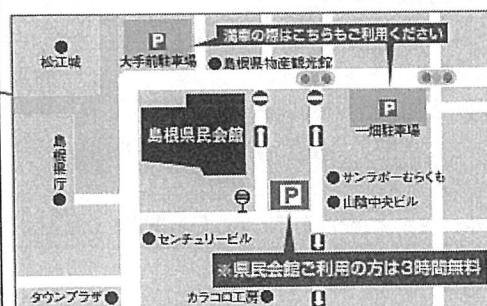 満車の際はこちらもご利用ください
P
松江城
大手前駐車場
島根県物産観光館
P
島根県民会館
一畑駐車場
島根県庁
サンラポーむらくも
P
山陰中央ビル
センチュリービル
※県民会館ご利用の方は3時間無料
タウンプラザ
カラコロ工房